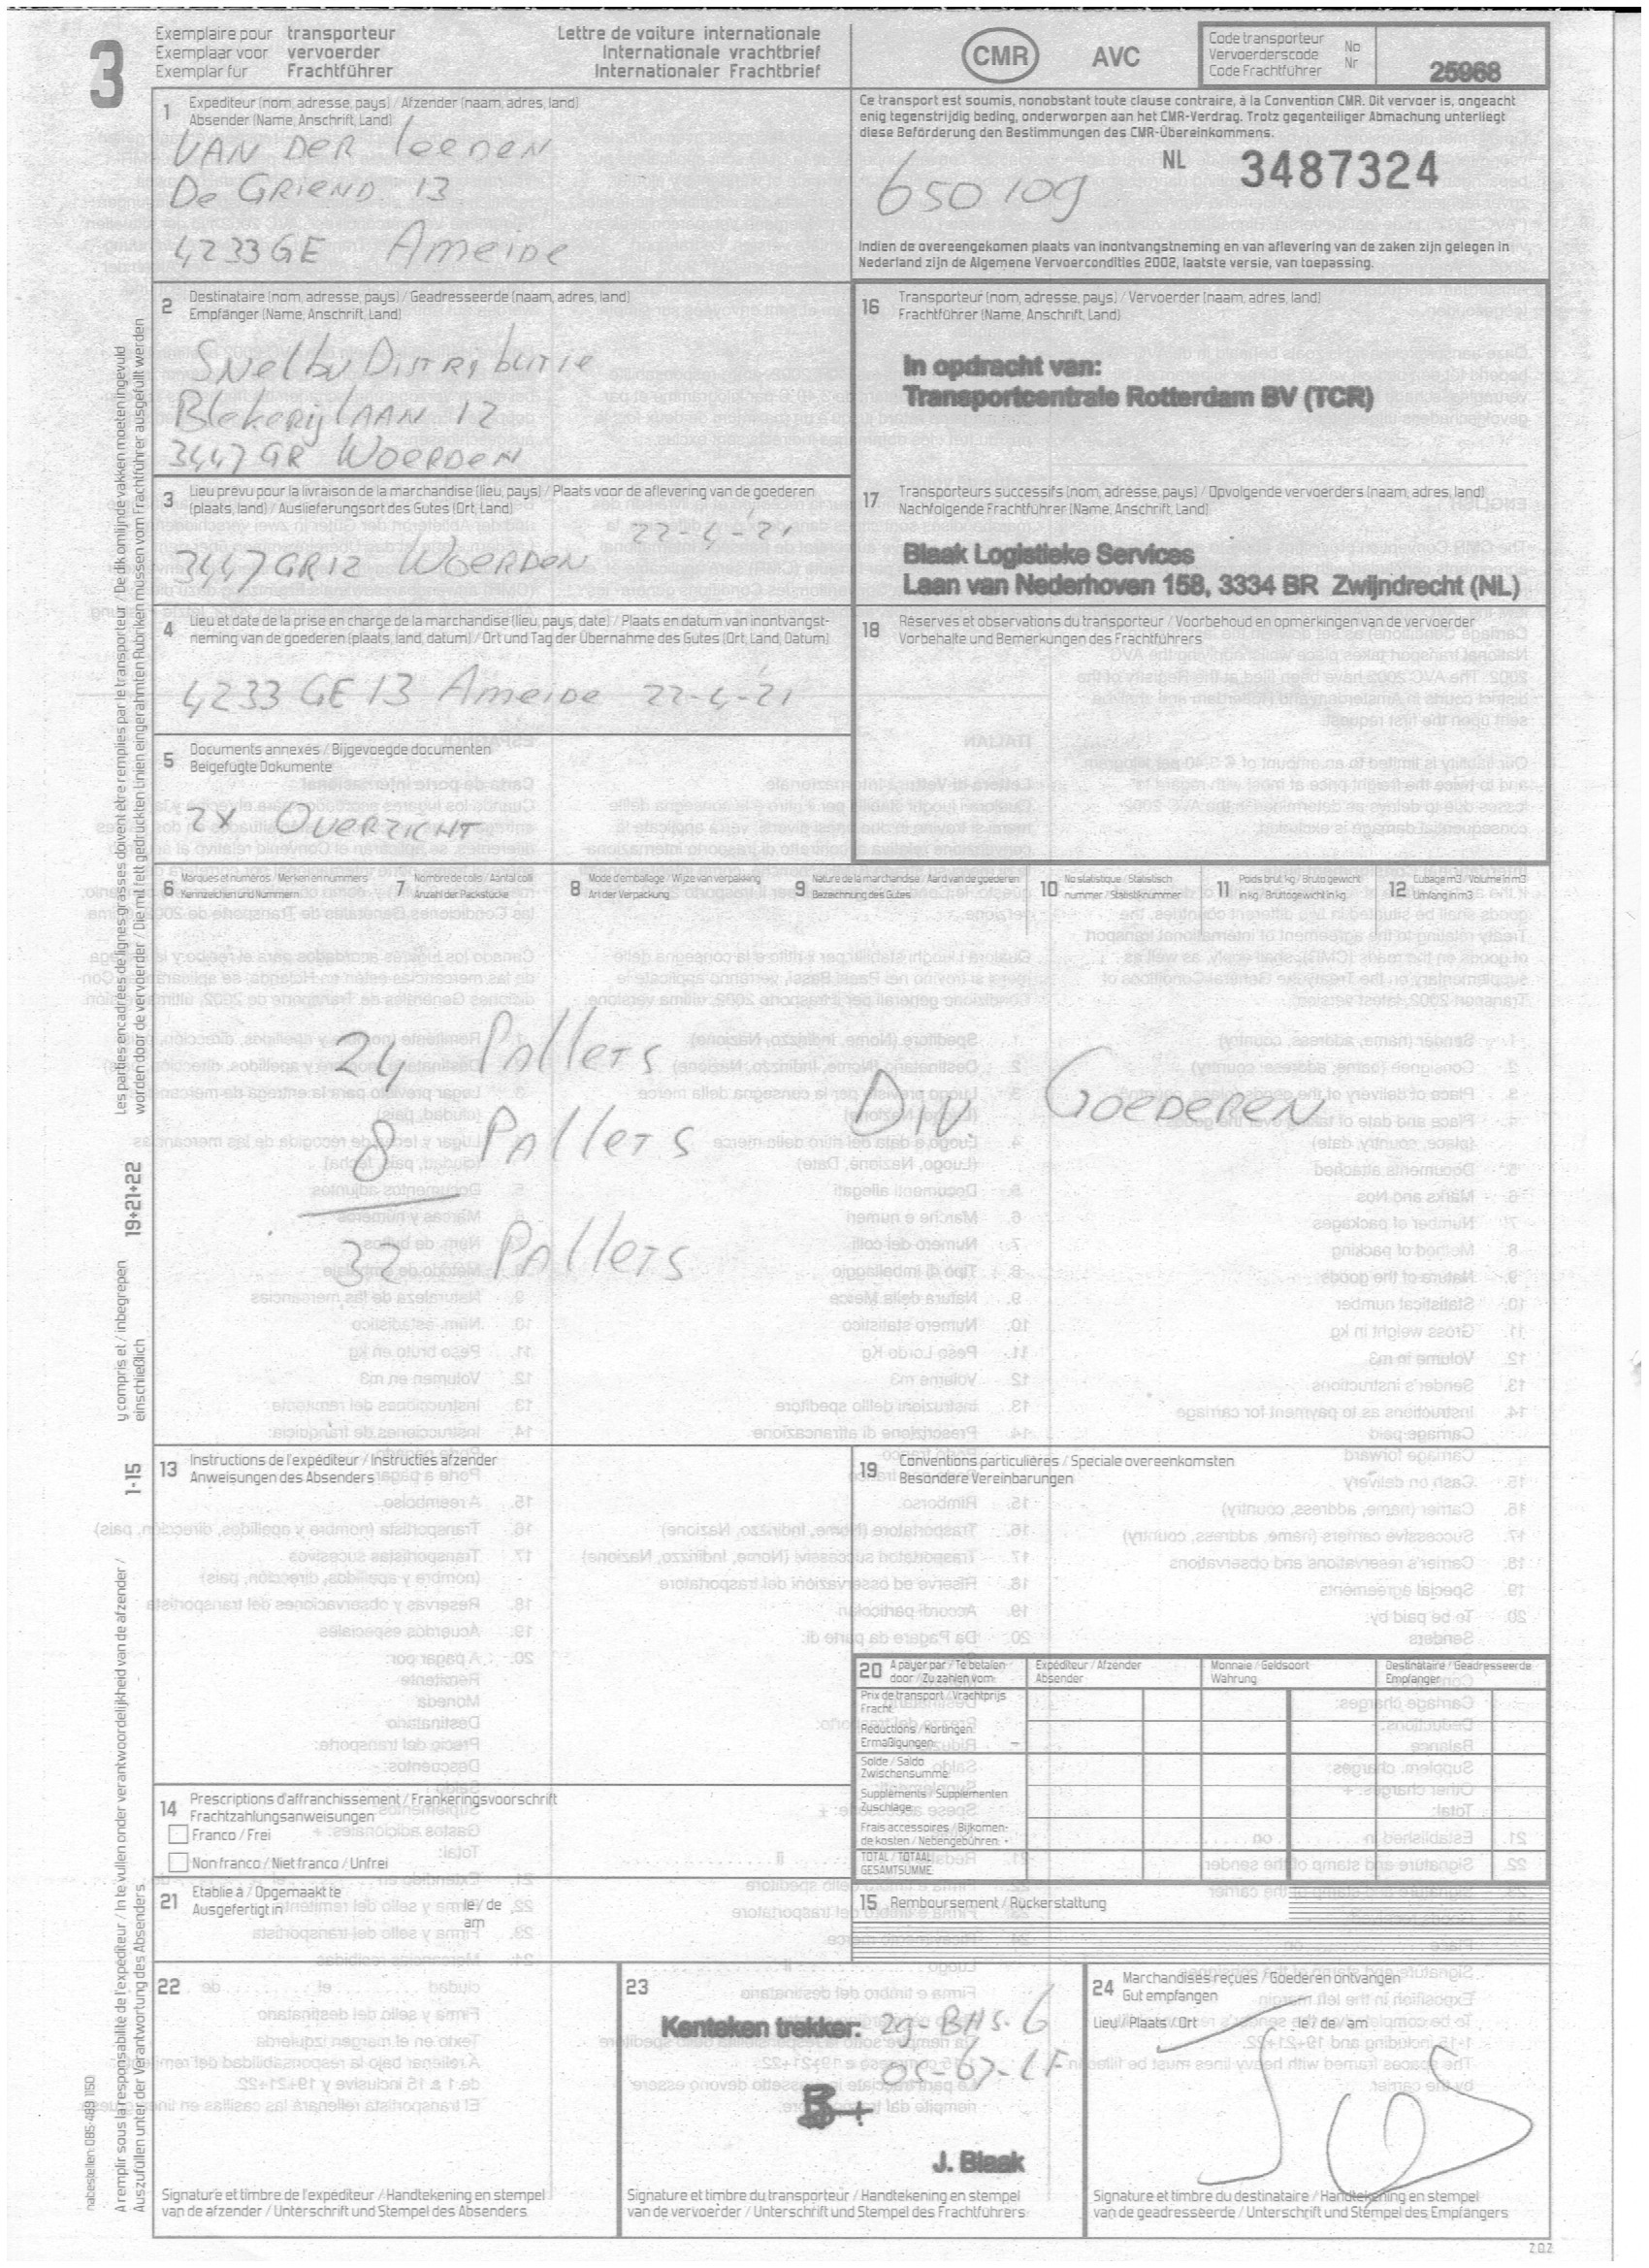 3
Exemplaire pour transporteur
Exemplaar voor vervoerder
Exemplar für Frachtführer
Lettre de voiture internationale
Internationale vrachtbrief
Internationaler Frachtbrief
CMR
AVC
Code transporteur
Vervoerderscode
Code Frachtführer
No
Nr
25968
1 Expéditeur (nom, adresse, pays) / Afzender (naam, adres, land)
Absender (Name, Anschrift, Land)
VAN DER leeDEN
De GRIEND 13
4233GE Ameide
Ce transport est soumis, nonobstant toute clause contraire, à la Convention CMR. Dit vervoer is, ongeacht
enig tegenstrijdig beding, onderworpen aan het CMR-Verdrag. Trotz gegenteiliger Abmachung unterliegt
diese Beförderung den Bestimmungen des CMR-Übereinkommens.
NL 3487324
650109
Indien de overeengekomen plaats van inontvangstneming en van aflevering van de zaken zijn gelegen in
Nederland zijn de Algemene Vervoercondities 2002, laatste versie, van toepassing.
2 Destinataire (nom, adresse, pays) / Geadresseerde (naam, adres, land)
Empfänger (Name, Anschrift, Land)
Distributie
BlekerijLAAN 12
3447GR WOERDEN
16 Transporteur (nom, adresse, pays) / Vervoerder (naam, adres, land)
Frachtführer (Name, Anschrift, Land)
In opdracht van:
Transportcentrale Rotterdam BV (TCR)
3 Lieu prévu pour la livraison de la marchandise (lieu, pays) / Plaats voor de aflevering van de goederen
(plaats, land) / Auslieferungsort des Gutes (Ort, Land)
22-4-'21
3447GR12 WOERDEN
17 Transporteurs successifs (nom, adresse, pays) / Opvolgende vervoerders (naam, adres, land)
Nachfolgende Frachtführer (Name, Anschrift, Land)
Blaak Logistieke Services
Laan van Nederhoven 158, 3334 BR Zwijndrecht (NL)
4 Lieu et date de la prise en charge de la marchandise (lieu, pays, date) / Plaats en datum van inontvangst-
neming van de goederen (plaats, land, datum) / Ort und Tag der Übernahme des Gutes (Ort, Land, Datum)
4233 GE 13 Ameide 22-4-'21
18 Réserves et observations du transporteur / Voorbehoud en opmerkingen van de vervoerder
Vorbehalte und Bemerkungen des Frachtführers
5 Documents annexés / Bijgevoegde documenten
Beigefügte Dokumente
2x OVERZICHT
6 Marques et numéros / Merken en nummers
Kennzeichen und Nummern
7 Nombre de colis / Aantal colli
Anzahl der Packstücke
8 Mode d'emballage / Wijze van verpakking
Art der Verpackung
9 Nature de la marchandise / Aard van de goederen
Bezeichnung des Gutes
10 No statistique / Statistisch
nummer / Statistiknummer
11 Poids brut kg / Bruto gewicht
in kg / Bruttogewicht in kg
12 Cubage m3 / Volume in m3
Umfang in m3
24 Pallets
8 Pallets
DIV GOEDEREN
32 Pallets
13 Instructions de l'expéditeur / Instructies afzender
Anweisungen des Absenders
19 Conventions particulières / Speciale overeenkomsten
Besondere Vereinbarungen
20 A payer par / Te betalen
door / Zu zahlen vom:
Expéditeur / Afzender
Absender
Monnaie / Geldsoort
Währung
Destinataire / Geadresseerde
Empfänger
Prix de transport / Vrachtprijs
Fracht:
Réductions / Kortingen:
Ermäßigungen: -
Solde / Saldo
Zwischensumme:
Suppléments / Supplementen
Zuschläge:
Frais accessoires / Bijkomen-
de kosten / Nebengebühren: +
TOTAL / TOTAAL
GESAMTSUMME:
14 Prescriptions d'affranchissement / Frankeringsvoorschrift
Frachtzahlungsanweisungen
Franco / Frei
Non franco / Niet franco / Unfrei
21 Etablie à / Opgemaakt te
Ausgefertigt in
le / de
am
15 Remboursement / Rückerstattung
22
Signature et timbre de l'expéditeur / Handtekening en stempel
van de afzender / Unterschrift und Stempel des Absenders
23
Kenteken trekker: 29-BHS-6
05-67-LF
J. Blaak
Signature et timbre du transporteur / Handtekening en stempel
van de vervoerder / Unterschrift und Stempel des Frachtführers
24 Marchandises reçues / Goederen ontvangen
Gut empfangen
Lieu / Plaats / Ort le / de am
Signature et timbre du destinataire / Handtekening en stempel
van de geadresseerde / Unterschrift und Stempel des Empfängers
202
Les parties encadrées de lignes grasses doivent être remplies par le transporteur / De dik omlijnde vakken moeten ingevuld
worden door de vervoerder / Die mit fett gedruckten Linien eingerahmten Rubriken müssen vom Frachtführer ausgefüllt werden
19+21+22
y compris et / inbegrepen
einschließlich
1-15
A remplir sous la responsabilité de l'expéditeur / In te vullen onder verantwoordelijkheid van de afzender /
Auszufüllen unter der Verantwortung des Absenders
nabestellen: 085 489 1150